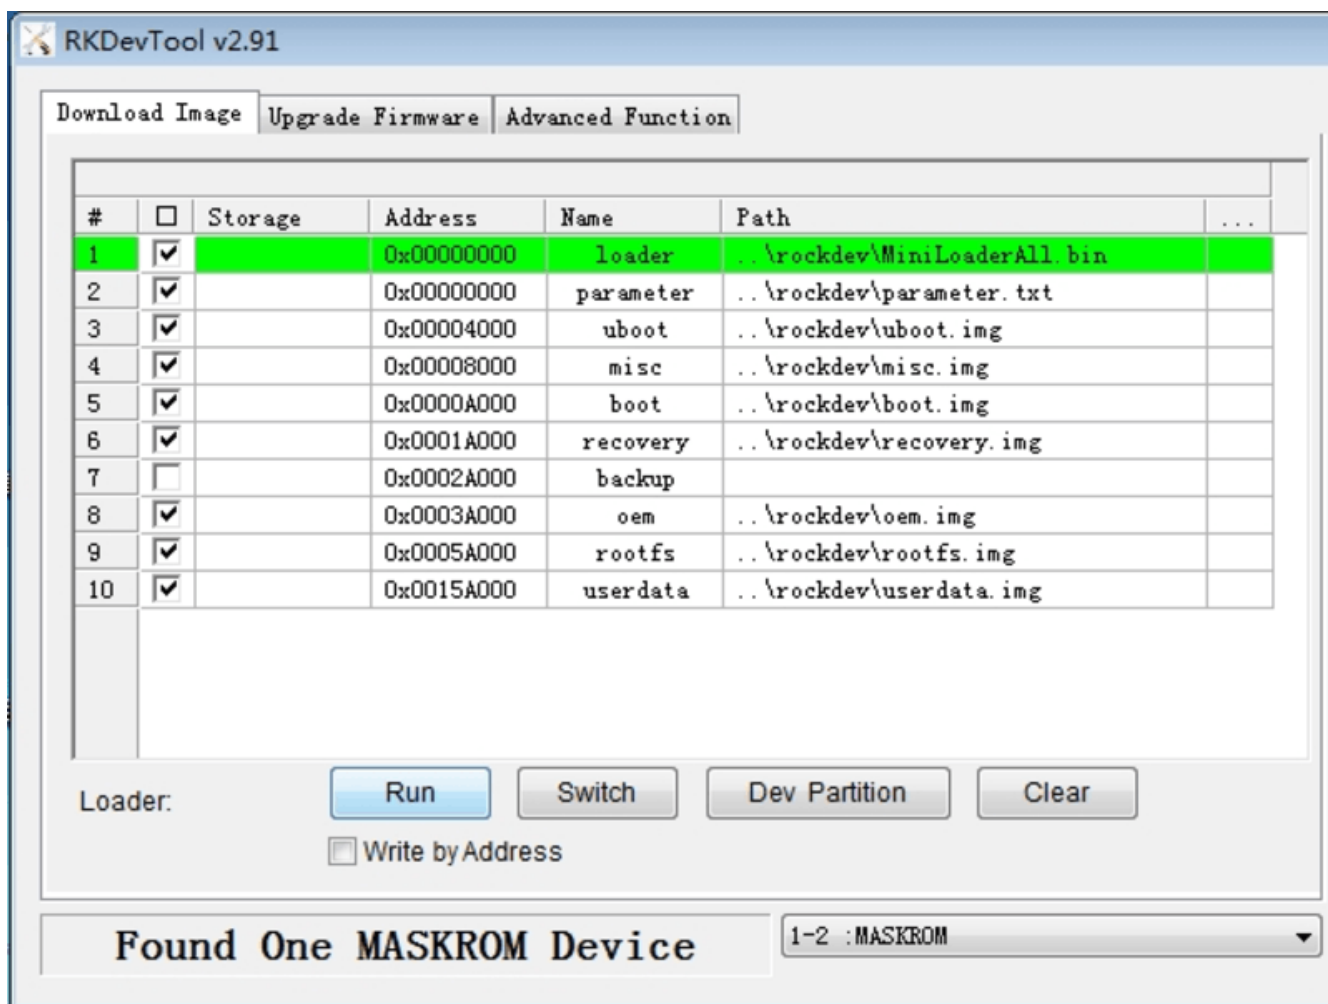 RKDevTool v2.91
Download Image Upgrade Firmware Advanced Function
# Storage Address Name Path ...
1 0x00000000 loader ..\rockdev\MiniLoaderAll.bin
2 0x00000000 parameter ..\rockdev\parameter.txt
3 0x00004000 uboot ..\rockdev\uboot.img
4 0x00008000 misc ..\rockdev\misc.img
5 0x0000A000 boot ..\rockdev\boot.img
6 0x0001A000 recovery ..\rockdev\recovery.img
7 0x0002A000 backup
8 0x0003A000 oem ..\rockdev\oem.img
9 0x0005A000 rootfs ..\rockdev\rootfs.img
10 0x0015A000 userdata ..\rockdev\userdata.img
Loader: Run Switch Dev Partition Clear
Write by Address
Found One MASKROM Device 1-2 :MASKROM